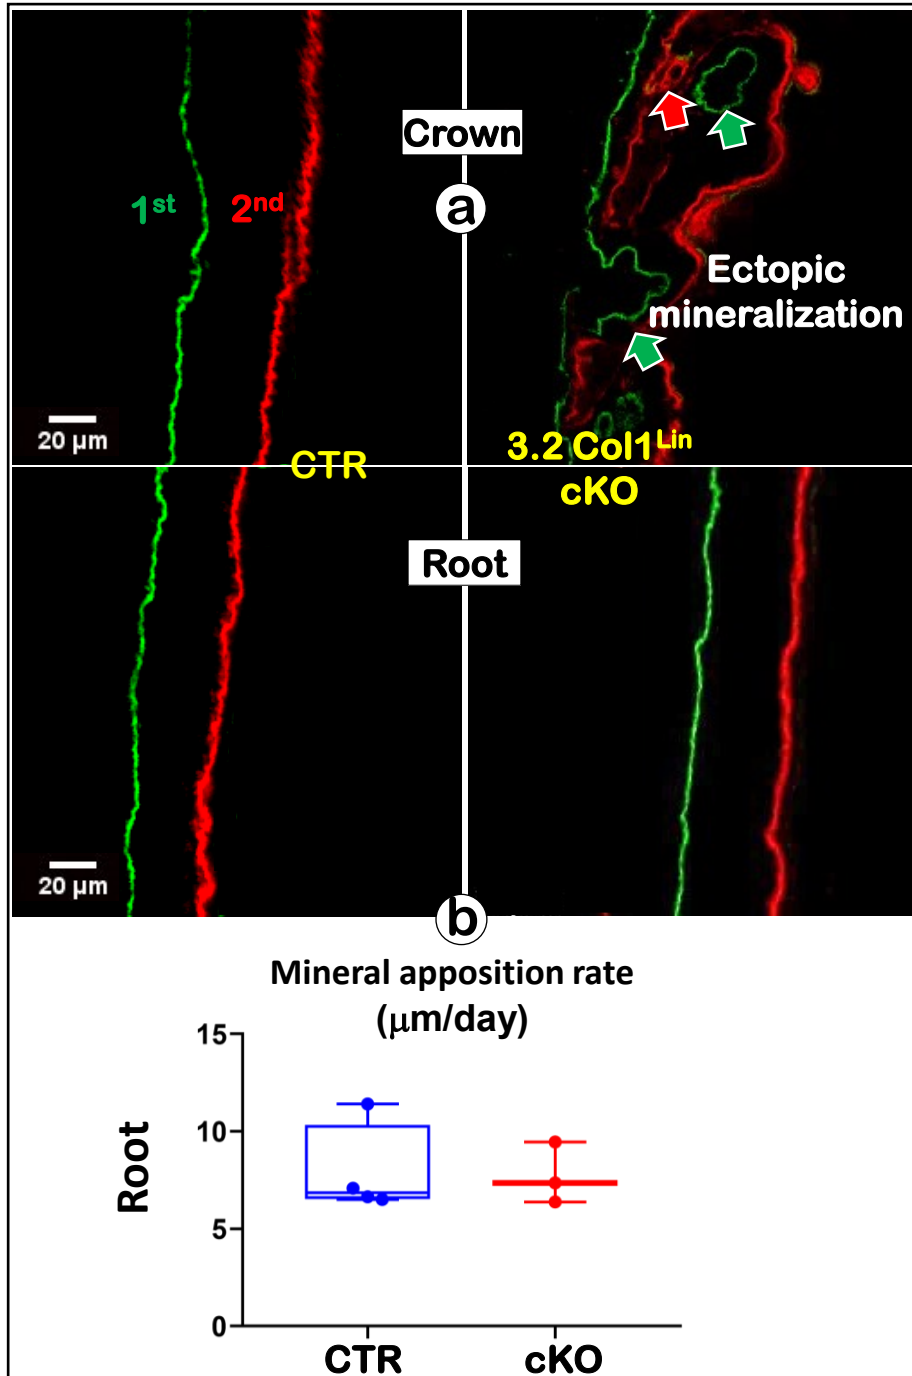 Crown
1st
2nd
a
Ectopic
mineralization
20 µm
CTR
3.2 Col1Lin
cKO
Root
20 µm
b
Mineral apposition rate
(µm/day)
15
10
5
0
Root
CTR
cKO